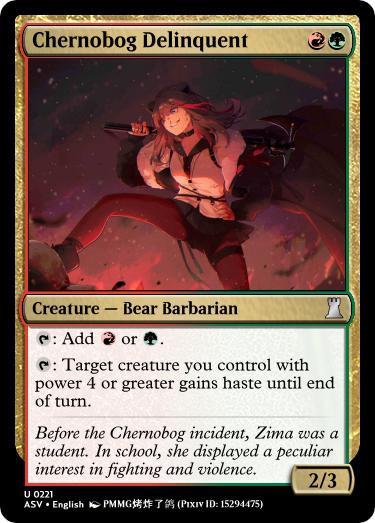 Chernobog Delinquent
Creature — Bear Barbarian
: Add or .
: Target creature you control with
power 4 or greater gains haste until end
of turn.
Before the Chernobog incident, Zima was a
student. In school, she displayed a peculiar
interest in fighting and violence.
2/3
U 0221
ASV • English PMMG烤炸了鸽 (PIXIV ID: 15294475)